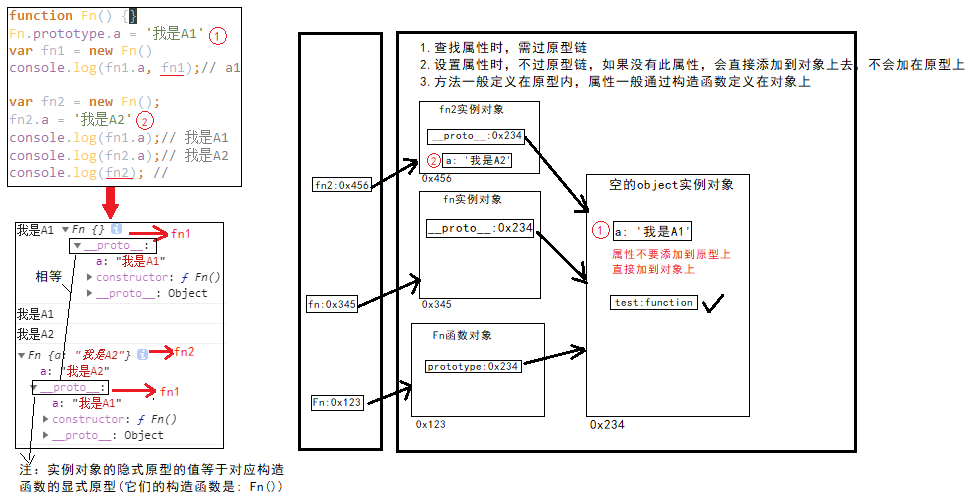 function Fn() {}
Fn.prototype.a = '我是A1' 1
var fn1 = new Fn()
console.log(fn1.a, fn1);// a1
var fn2 = new Fn();
fn2.a = '我是A2' 2
console.log(fn1.a);// 我是A1
console.log(fn2.a);// 我是A2
console.log(fn2); //
我是A1 ▼Fn {} i
fn1
▼__proto__:
a: "我是A1"
▶constructor: ƒ Fn()
▶__proto__: Object
相等
我是A1
我是A2
▼Fn {a: "我是A2"} i
fn2
a: "我是A2"
▼__proto__:
fn1
a: "我是A1"
▶constructor: ƒ Fn()
▶__proto__: Object
注: 实例对象的隐式原型的值等于对应构造
函数的显式原型(它们的构造函数是: Fn())
fn2:0x456
fn:0x345
Fn:0x123
1.查找属性时，需过原型链
2.设置属性时，不过原型链，如果没有此属性，会直接添加到对象上去，不会加在原型上
3.方法一般定义在原型内，属性一般通过构造函数定义在对象上
fn2实例对象
__proto__:0x234
2 a: '我是A2'
0x456
fn实例对象
__proto__:0x234
0x345
Fn函数对象
prototype:0x234
0x123
空的object实例对象
1 a: '我是A1'
属性不要添加到原型上
直接加到对象上
test:function
0x234